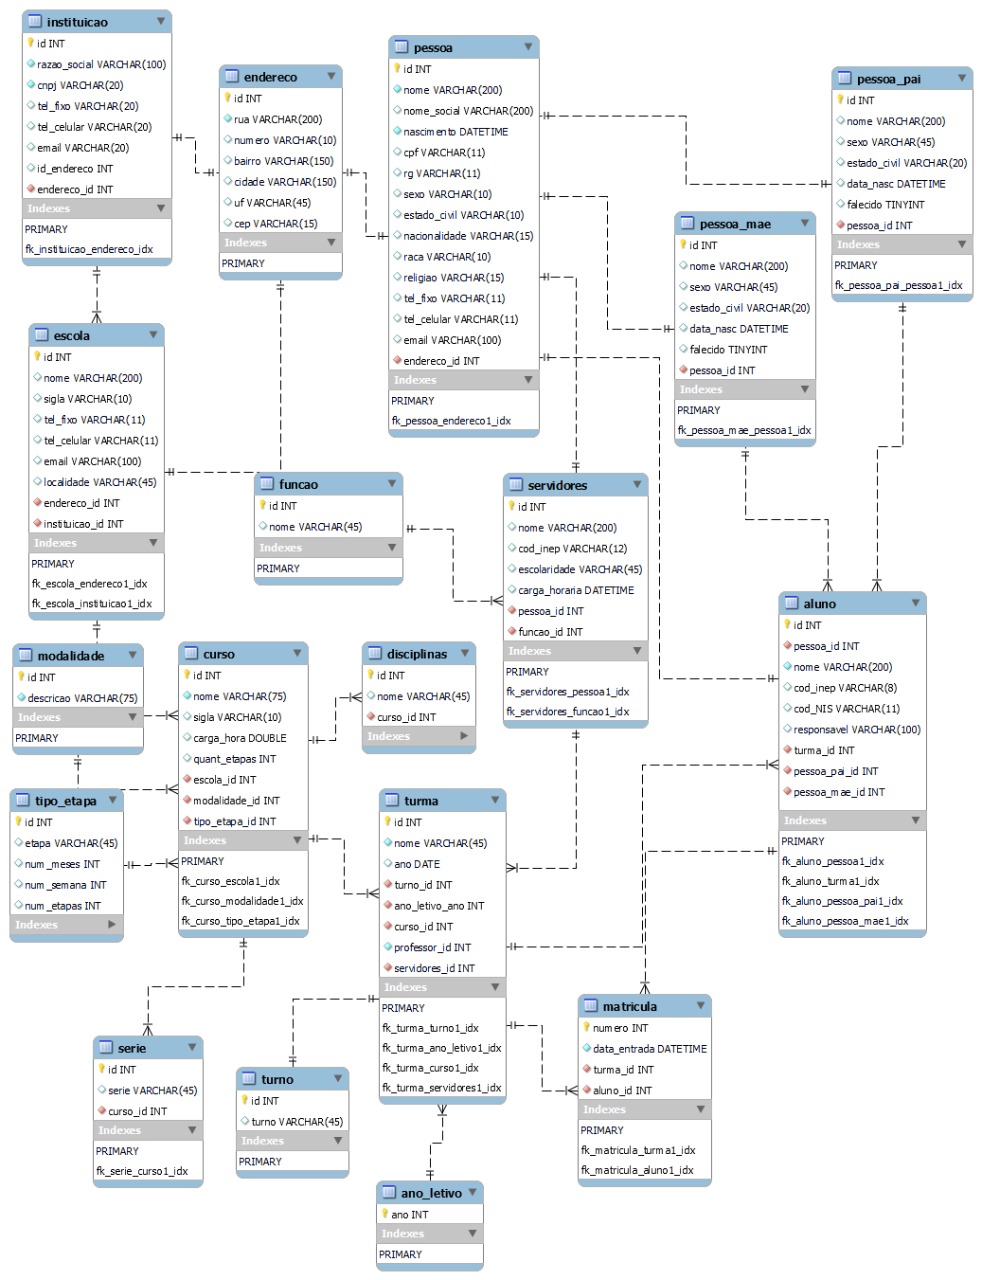 instituicao
id INT
razao_social VARCHAR(100)
cnpj VARCHAR(20)
tel_fixo VARCHAR(20)
tel_celular VARCHAR(20)
email VARCHAR(20)
id_endereco INT
endereco_id INT
Indexes
PRIMARY
fk_instituicao_endereco_idx
endereco
id INT
rua VARCHAR(200)
numero VARCHAR(10)
bairro VARCHAR(150)
cidade VARCHAR(150)
uf VARCHAR(45)
cep VARCHAR(15)
Indexes
PRIMARY
pessoa
id INT
nome VARCHAR(200)
nome_social VARCHAR(200)
nascimento DATETIME
cpf VARCHAR(11)
rg VARCHAR(11)
sexo VARCHAR(10)
estado_civil VARCHAR(10)
nacionalidade VARCHAR(15)
raca VARCHAR(10)
religiao VARCHAR(15)
tel_fixo VARCHAR(11)
tel_celular VARCHAR(11)
email VARCHAR(100)
endereco_id INT
Indexes
PRIMARY
fk_pessoa_endereco1_idx
pessoa_pai
id INT
nome VARCHAR(200)
sexo VARCHAR(45)
estado_civil VARCHAR(20)
data_nasc DATETIME
falecido TINYINT
pessoa_id INT
Indexes
PRIMARY
fk_pessoa_pai_pessoa1_idx
pessoa_mae
id INT
nome VARCHAR(200)
sexo VARCHAR(45)
estado_civil VARCHAR(20)
data_nasc DATETIME
falecido TINYINT
pessoa_id INT
Indexes
PRIMARY
fk_pessoa_mae_pessoa1_idx
escola
id INT
nome VARCHAR(200)
sigla VARCHAR(10)
tel_fixo VARCHAR(11)
tel_celular VARCHAR(11)
email VARCHAR(100)
localidade VARCHAR(45)
endereco_id INT
instituicao_id INT
Indexes
PRIMARY
fk_escola_endereco1_idx
fk_escola_instituicao1_idx
funcao
id INT
nome VARCHAR(45)
Indexes
PRIMARY
servidores
id INT
nome VARCHAR(200)
cod_inep VARCHAR(12)
escolaridade VARCHAR(45)
carga_horaria DATETIME
pessoa_id INT
funcao_id INT
Indexes
PRIMARY
fk_servidores_pessoa1_idx
fk_servidores_funcao1_idx
aluno
id INT
pessoa_id INT
nome VARCHAR(200)
cod_inep VARCHAR(8)
cod_NIS VARCHAR(11)
responsavel VARCHAR(100)
turma_id INT
pessoa_pai_id INT
pessoa_mae_id INT
Indexes
PRIMARY
fk_aluno_pessoa1_idx
fk_aluno_turma1_idx
fk_aluno_pessoa_pai1_idx
fk_aluno_pessoa_mae1_idx
modalidade
id INT
descricao VARCHAR(75)
Indexes
PRIMARY
curso
id INT
nome VARCHAR(75)
sigla VARCHAR(10)
carga_hora DOUBLE
quant_etapas INT
escola_id INT
modalidade_id INT
tipo_etapa_id INT
Indexes
PRIMARY
fk_curso_escola1_idx
fk_curso_modalidade1_idx
fk_curso_tipo_etapa1_idx
disciplinas
id INT
nome VARCHAR(45)
curso_id INT
Indexes
tipo_etapa
id INT
etapa VARCHAR(45)
num_meses INT
num_semana INT
num_etapas INT
Indexes
turma
id INT
nome VARCHAR(45)
ano DATE
turno_id INT
ano_letivo_ano INT
curso_id INT
professor_id INT
servidores_id INT
Indexes
PRIMARY
fk_turma_turno1_idx
fk_turma_ano_letivo1_idx
fk_turma_curso1_idx
fk_turma_servidores1_idx
matricula
numero INT
data_entrada DATETIME
turma_id INT
aluno_id INT
Indexes
PRIMARY
fk_matricula_turma1_idx
fk_matricula_aluno1_idx
serie
id INT
serie VARCHAR(45)
curso_id INT
Indexes
PRIMARY
fk_serie_curso1_idx
turno
id INT
turno VARCHAR(45)
Indexes
PRIMARY
ano_letivo
ano INT
Indexes
PRIMARY